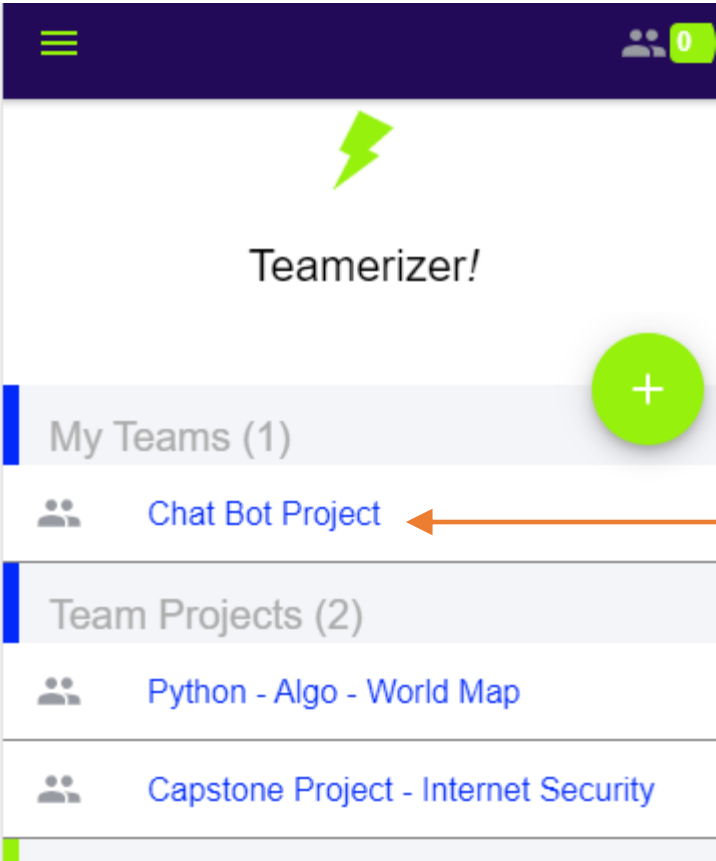 0
Teamerizer!
+
My Teams (1)
Chat Bot Project
Team Projects (2)
Python - Algo - World Map
Capstone Project - Internet Security